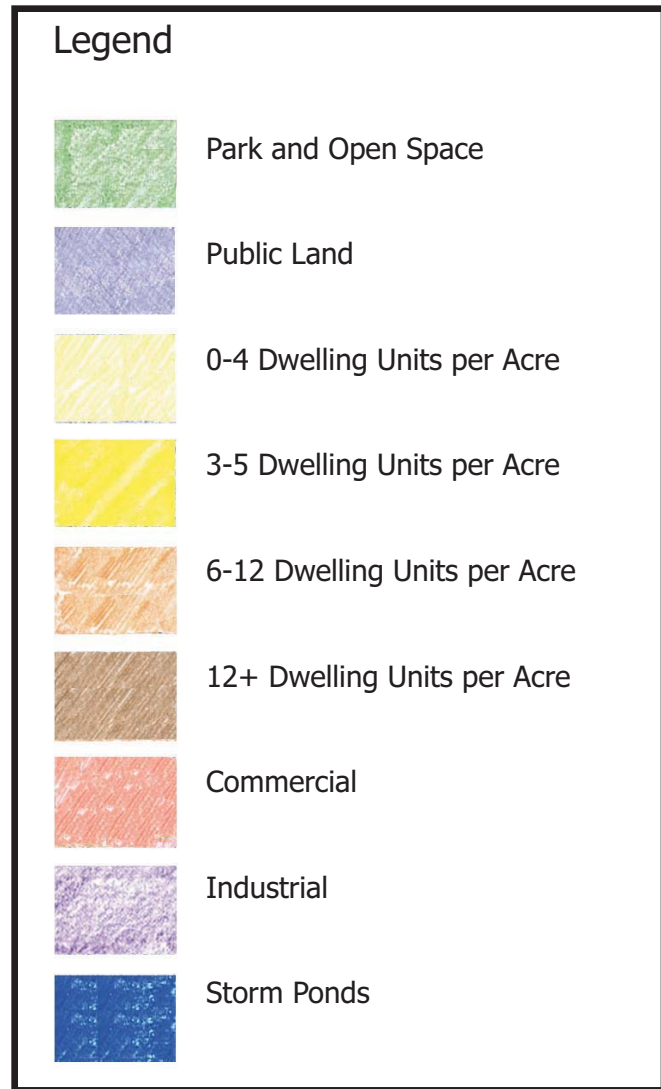 Legend
Park and Open Space
Public Land
0-4 Dwelling Units per Acre
3-5 Dwelling Units per Acre
6-12 Dwelling Units per Acre
12+ Dwelling Units per Acre
Commercial
Industrial
Storm Ponds